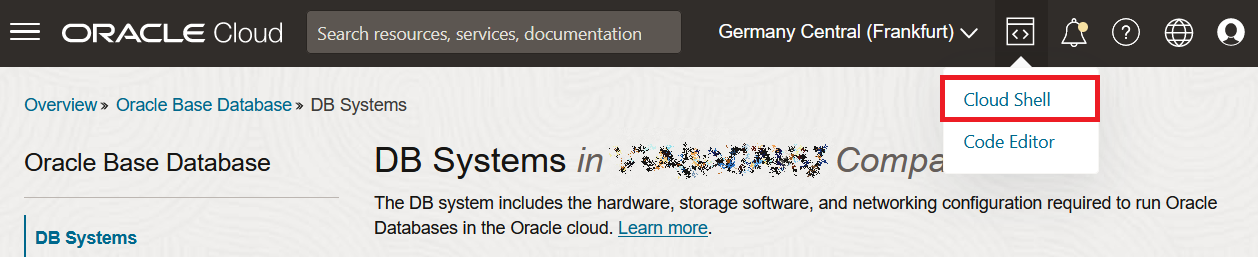 ORACLE Cloud
Search resources, services, documentation
Germany Central (Frankfurt)
Cloud Shell
Code Editor
Overview » Oracle Base Database » DB Systems
Oracle Base Database
DB Systems
DB Systems in Compa
The DB system includes the hardware, storage software, and networking configuration required to run Oracle
Databases in the Oracle cloud. Learn more.